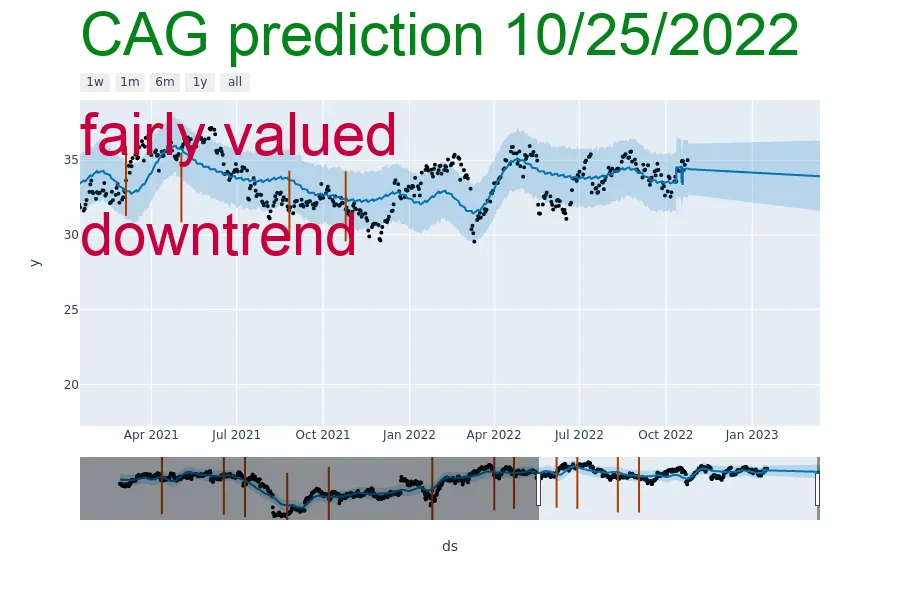 CAG prediction 10/25/2022
1w 1m 6m 1y all
fairly valued
35
downtrend
30
y
25
20
Apr 2021 Jul 2021 Oct 2021 Jan 2022 Apr 2022 Jul 2022 Oct 2022 Jan 2023
ds